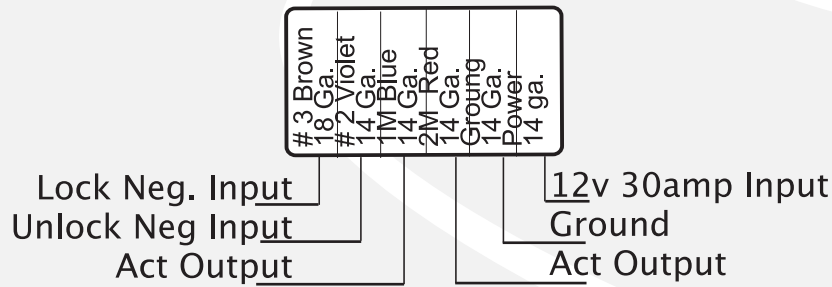 # 3 Brown
18 Ga.
# 2 Violet
14 Ga.
1M Blue
14 Ga.
2M Red
14 Ga.
Groung
14 Ga.
Power
14 ga.
Lock Neg. Input
Unlock Neg Input
Act Output
12v 30amp Input
Ground
Act Output